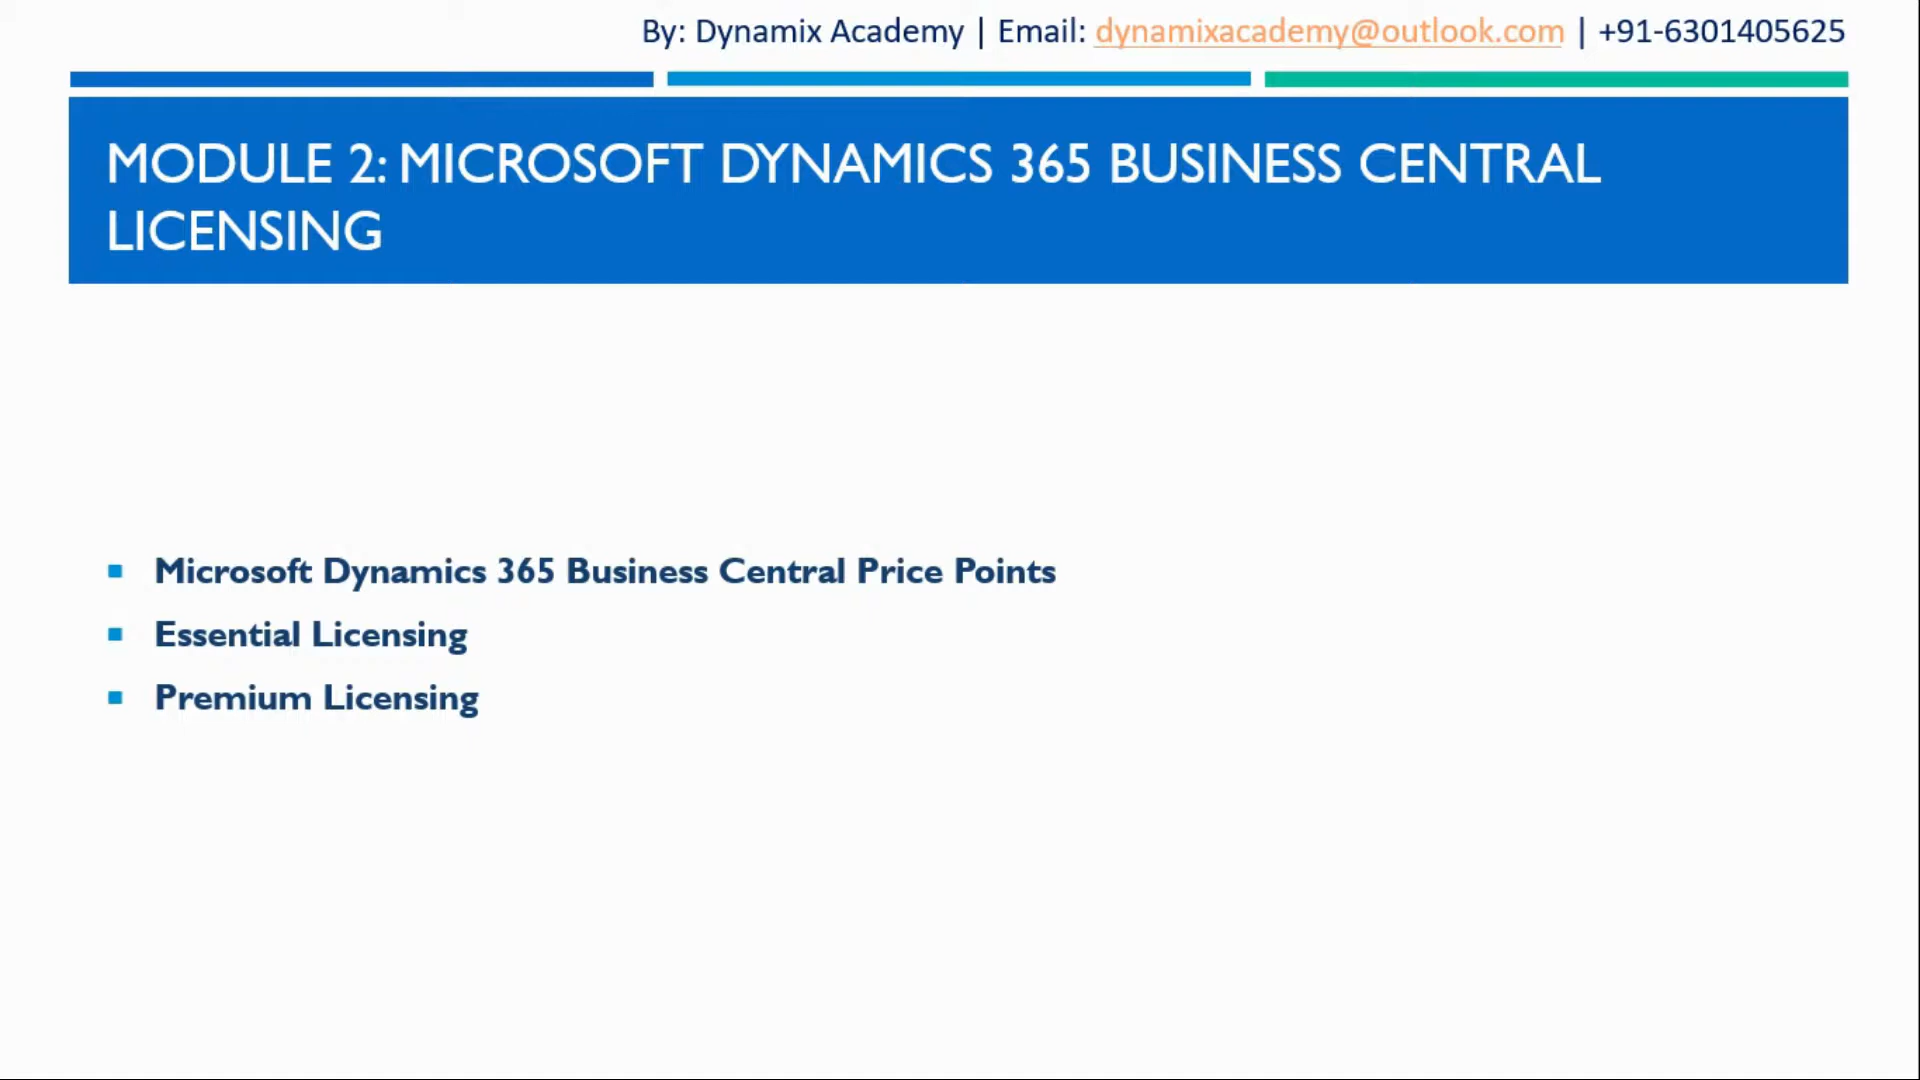 By: Dynamix Academy | Email: dynamixacademy@outlook.com | +91-6301405625
MODULE 2: MICROSOFT DYNAMICS 365 BUSINESS CENTRAL
LICENSING
Microsoft Dynamics 365 Business Central Price Points
Essential Licensing
Premium Licensing